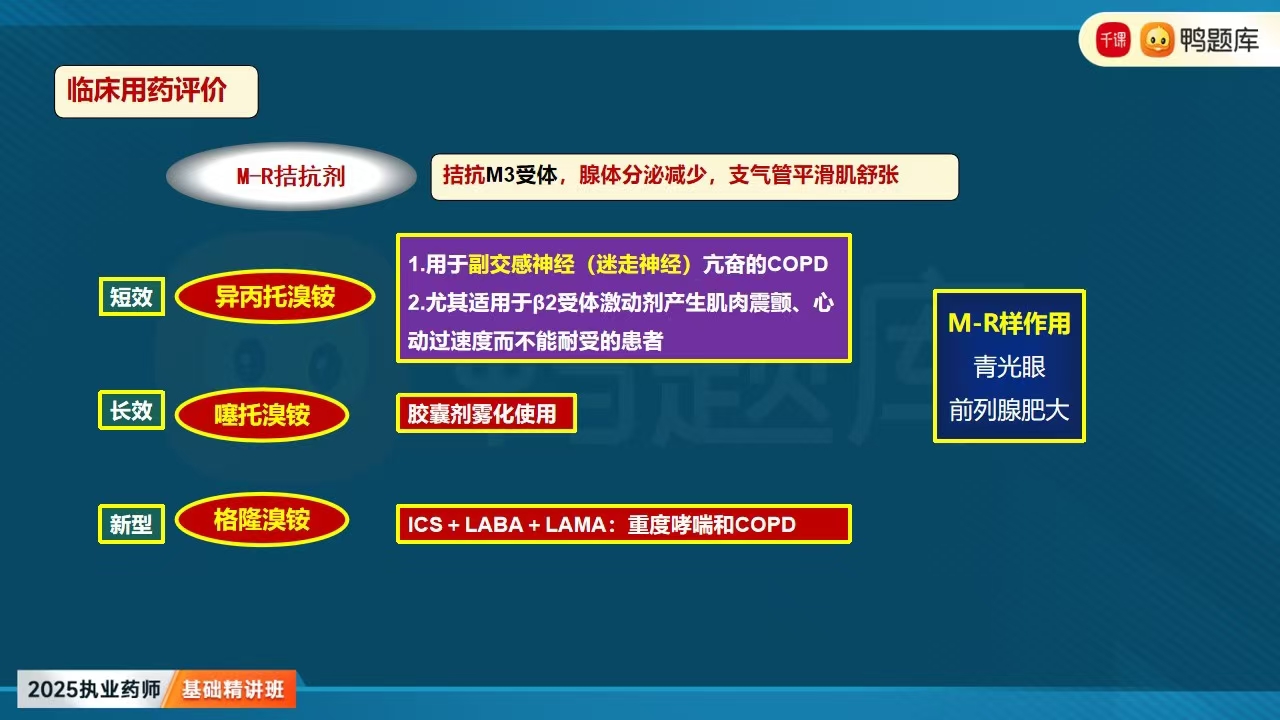 千课 鸭题库
临床用药评价
M-R拮抗剂
拮抗M3受体，腺体分泌减少，支气管平滑肌舒张
短效
异丙托溴铵
1.用于副交感神经（迷走神经）亢奋的COPD
2.尤其适用于β2受体激动剂产生肌肉震颤、心
动过速度而不能耐受的患者
M-R样作用
青光眼
前列腺肥大
长效
噻托溴铵
胶囊剂雾化使用
新型
格隆溴铵
ICS + LABA + LAMA：重度哮喘和COPD
鸭题库
2025执业药师
基础精讲班